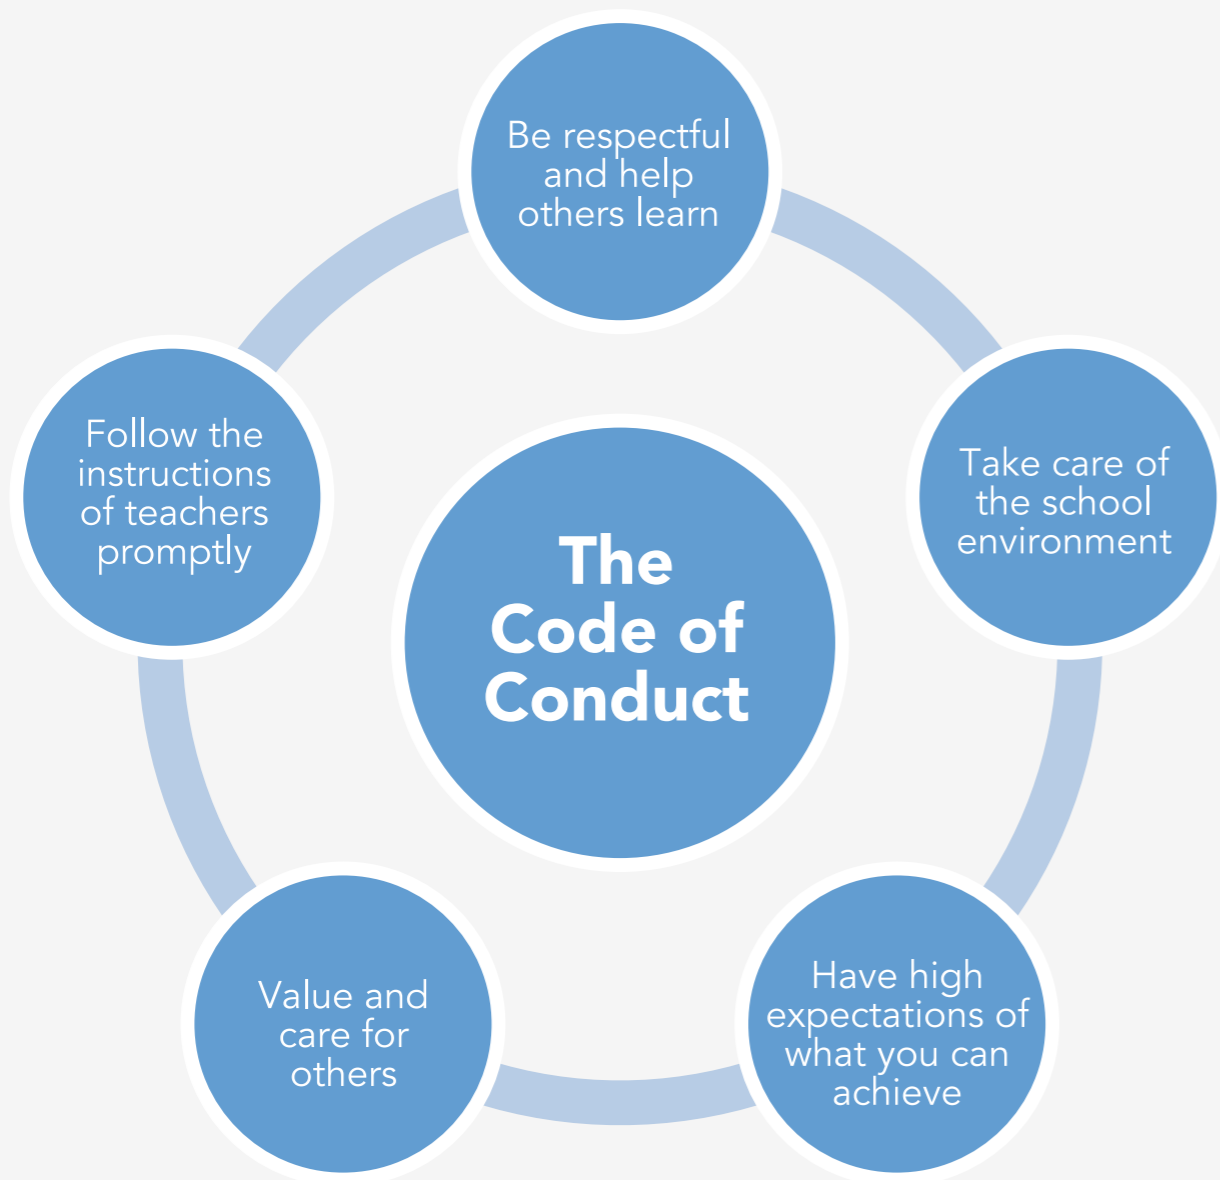 Be respectful
and help
others learn
Take care of
the school
environment
Have high
expectations of
what you can
achieve
Value and
care for
others
Follow the
instructions
of teachers
promptly
The
Code of
Conduct